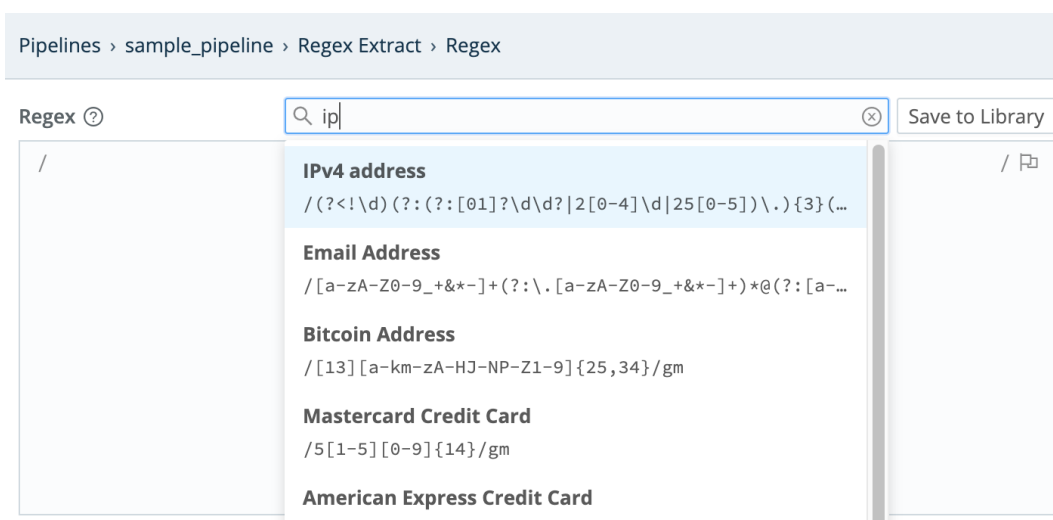 Pipelines › sample_pipeline › Regex Extract › Regex
Regex ? ip Save to Library
/ /
IPv4 address
/(?<!\d)(?:(?:[01]?\d\d?|2[0-4]\d|25[0-5])\.){3}(…
Email Address
/[a-zA-Z0-9_+&*-]+(?:\.[a-zA-Z0-9_+&*-]+)*@(?:[a-…
Bitcoin Address
/[13][a-km-zA-HJ-NP-Z1-9]{25,34}/gm
Mastercard Credit Card
/5[1-5][0-9]{14}/gm
American Express Credit Card